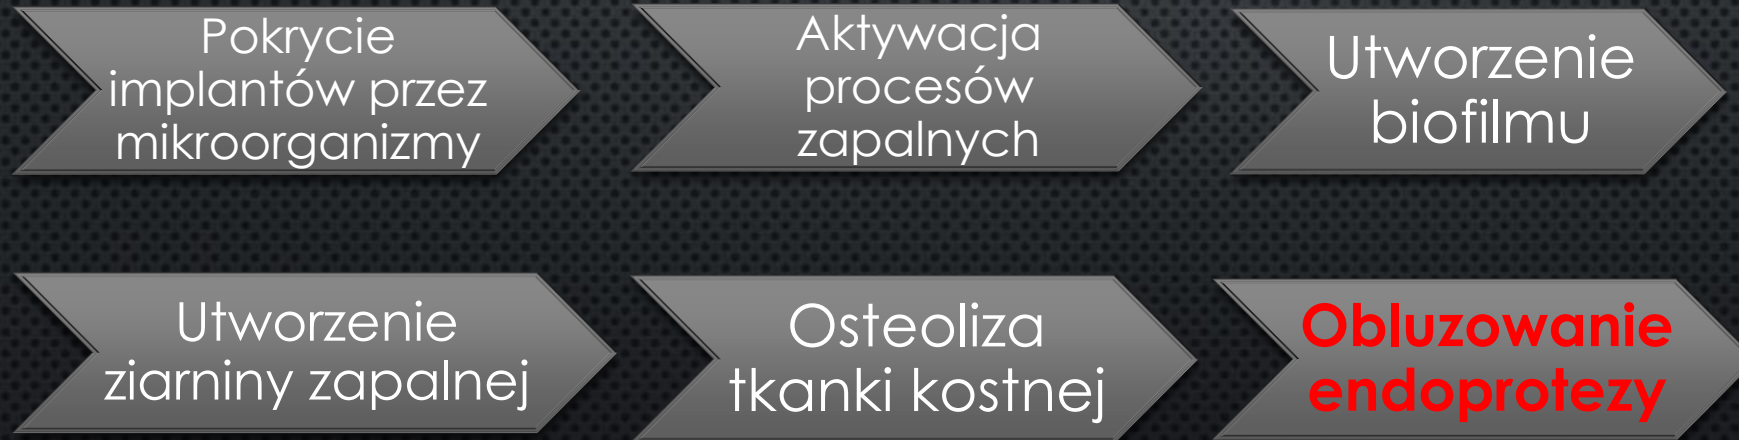 Pokrycie
implantów przez
mikroorganizmy
Aktywacja
procesów
zapalnych
Utworzenie
biofilmu
Utworzenie
ziarniny zapalnej
Osteoliza
tkanki kostnej
Obluzowanie
endoprotezy